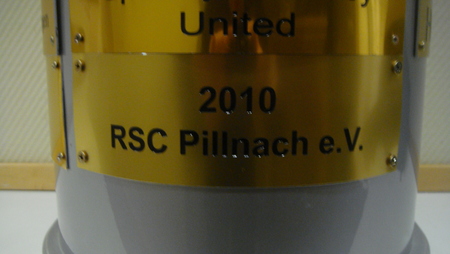 United
2010
RSC Pillnach e.V.